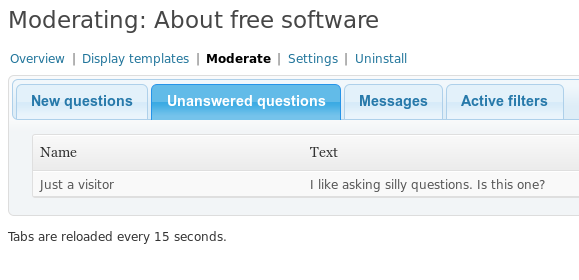 Moderating: About free software
Overview | Display templates | Moderate | Settings | Uninstall
New questions Unanswered questions Messages Active filters
Name Text
Just a visitor I like asking silly questions. Is this one?
Tabs are reloaded every 15 seconds.